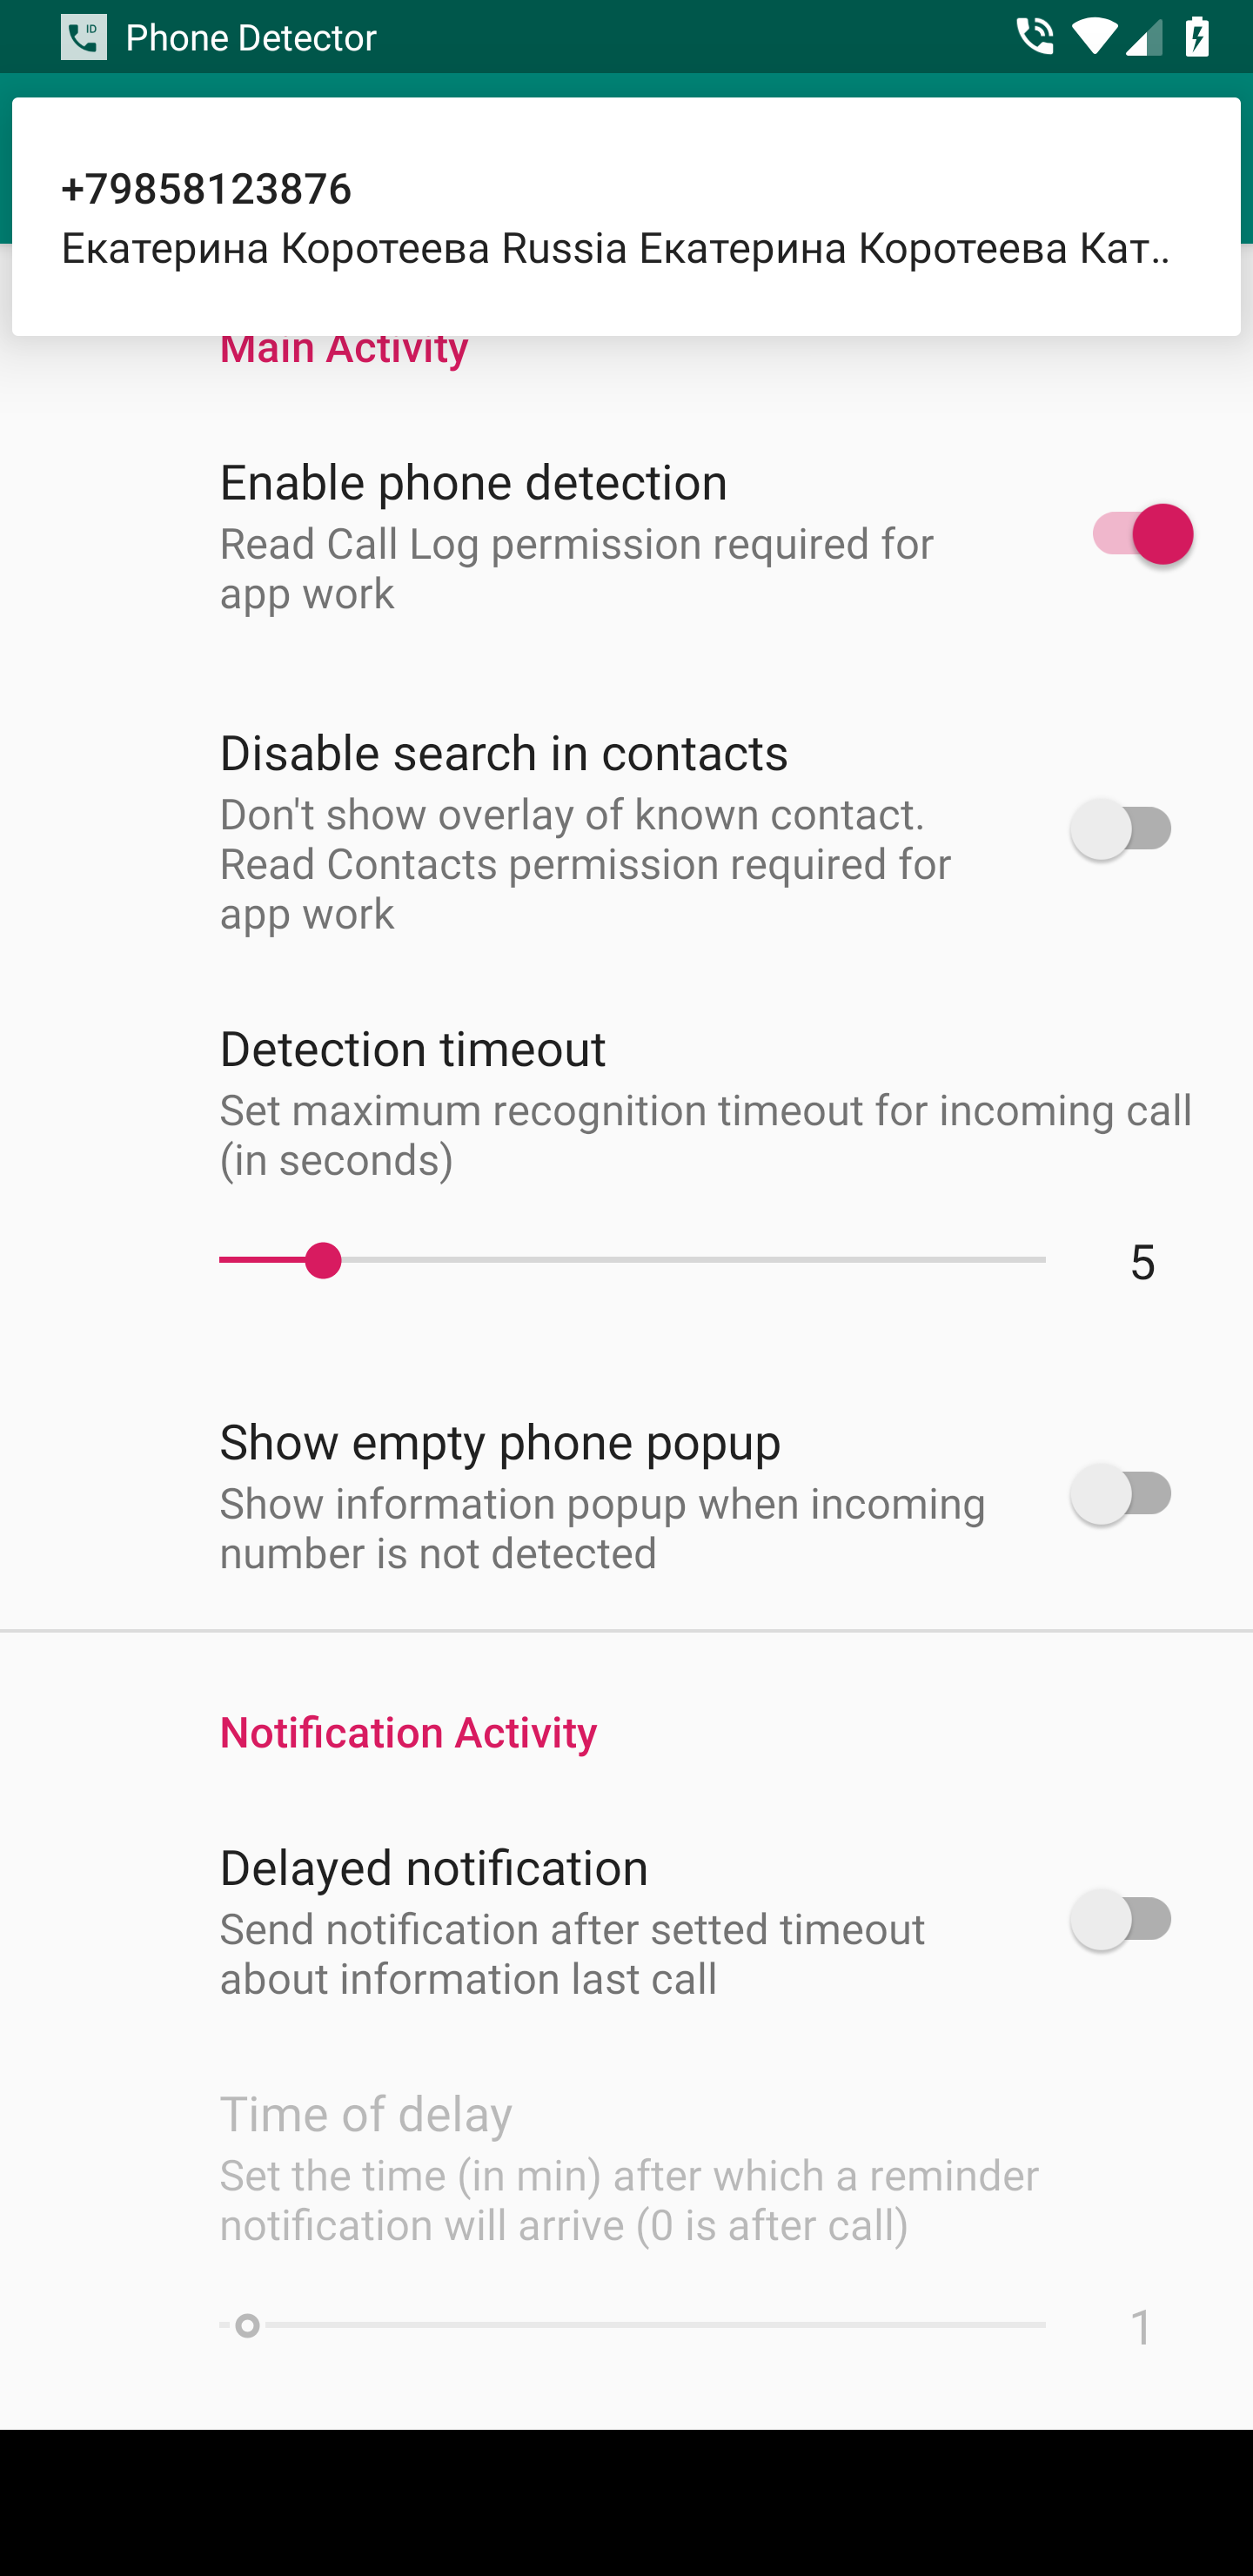 ID
Phone Detector
+79858123876
Екатерина Коротеева Russia Екатерина Коротеева Кат..
Main Activity
Enable phone detection
Read Call Log permission required for
app work
Disable search in contacts
Don't show overlay of known contact.
Read Contacts permission required for
app work
Detection timeout
Set maximum recognition timeout for incoming call
(in seconds)
5
Show empty phone popup
Show information popup when incoming
number is not detected
Notification Activity
Delayed notification
Send notification after setted timeout
about information last call
Time of delay
Set the time (in min) after which a reminder
notification will arrive (0 is after call)
1